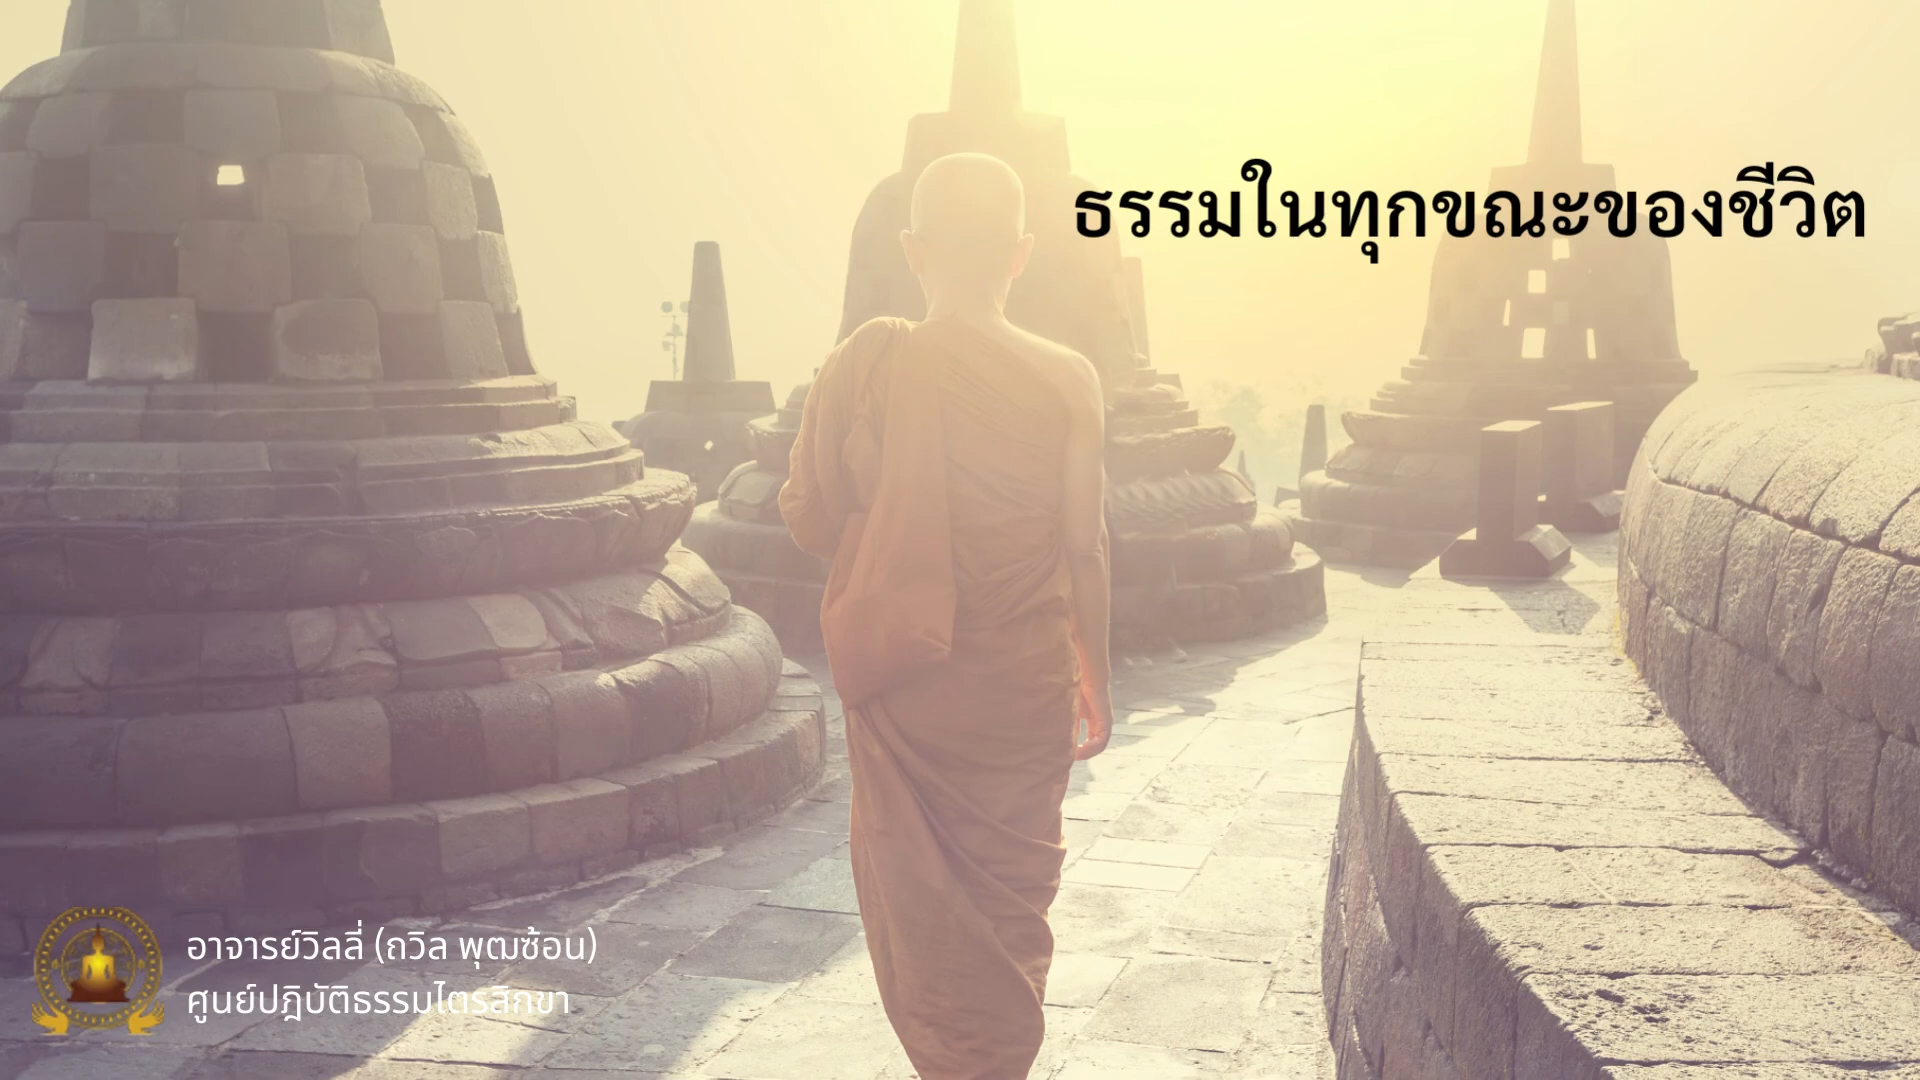 ธรรมในทุกขณะของชีวิต
อาจารย์วิลลี่ (ถวิล พุฒซ้อน)
ศูนย์ปฎิบัติธรรมไตรสิกขา